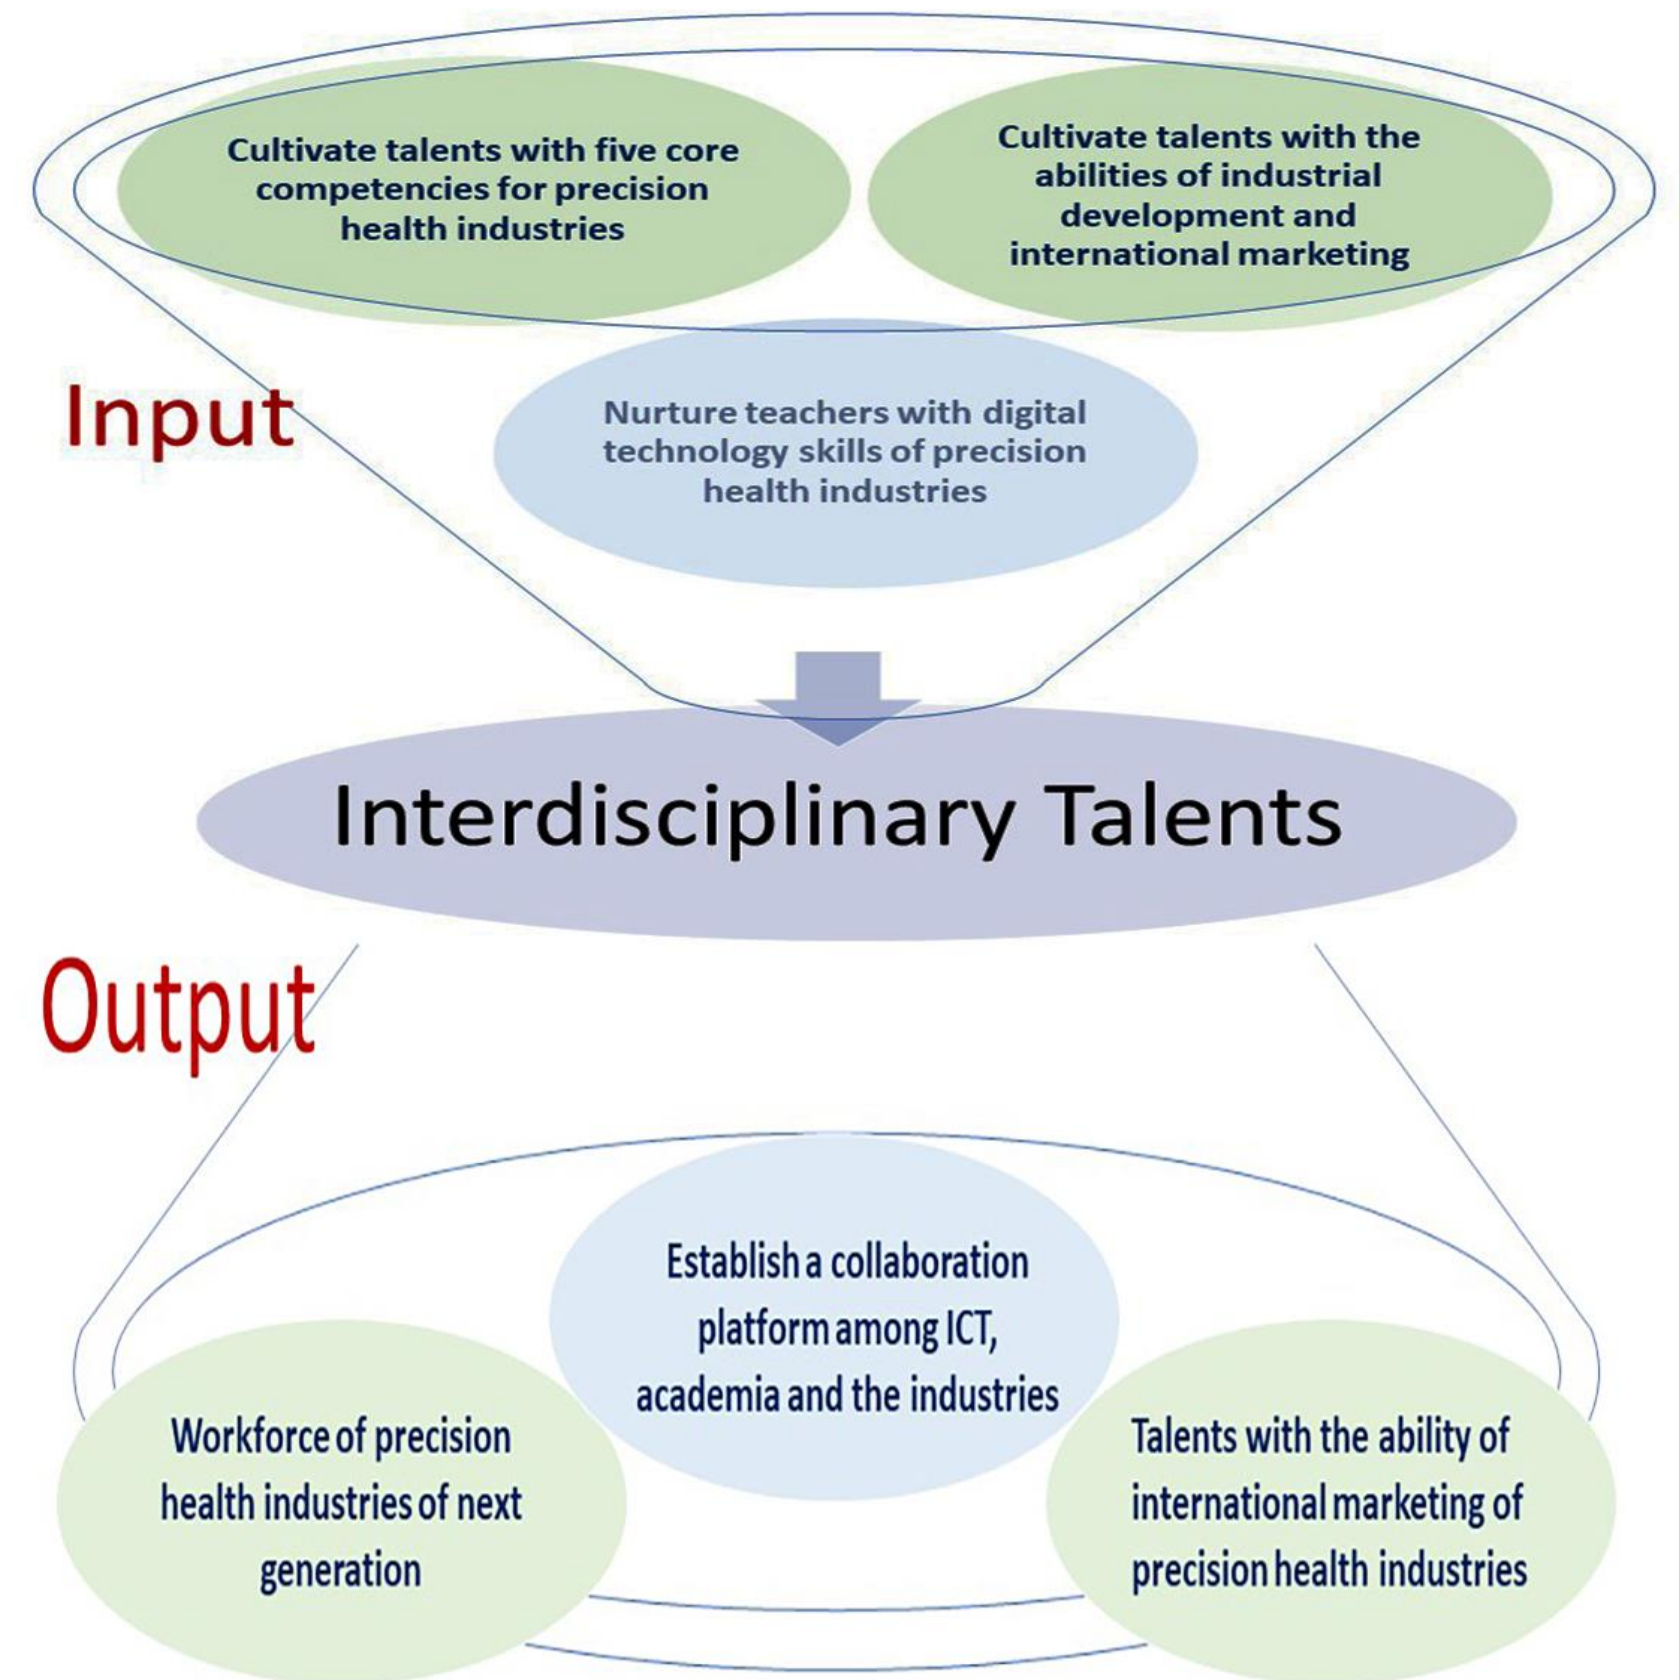 Cultivate talents with five core
competencies for precision
health industries
Cultivate talents with the
abilities of industrial
development and
international marketing
Input
Nurture teachers with digital
technology skills of precision
health industries
Interdisciplinary Talents
Output
Establish a collaboration
platform among ICT,
academia and the industries
Workforce of precision
health industries of next
generation
Talents with the ability of
international marketing of
precision health industries